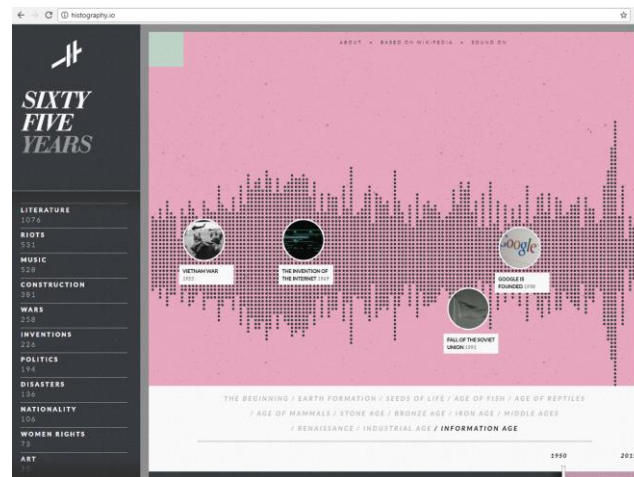 histography.io
ABOUT • BASED ON WIKIPEDIA • SOUND ON
SIXTY
FIVE
YEARS
LITERATURE
1076
RIOTS
531
MUSIC
528
CONSTRUCTION
381
WARS
258
INVENTIONS
226
POLITICS
194
DISASTERS
136
NATIONALITY
106
WOMEN RIGHTS
73
ART
VIETNAM WAR
1955
THE INVENTION OF
THE INTERNET 1969
Google
GOOGLE IS
FOUNDED 1998
FALL OF THE SOVIET
UNION 1991
THE BEGINNING / EARTH FORMATION / SEEDS OF LIFE / AGE OF FISH / AGE OF REPTILES
/ AGE OF MAMMALS / STONE AGE / BRONZE AGE / IRON AGE / MIDDLE AGES
/ RENAISSANCE / INDUSTRIAL AGE / INFORMATION AGE
1950